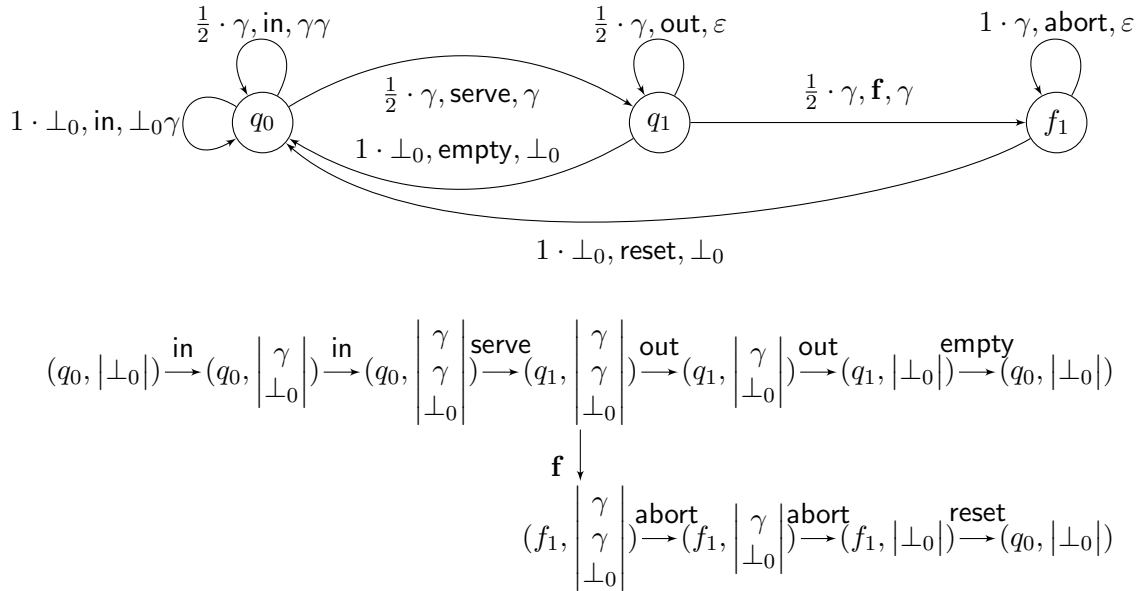 ½ · γ, in, γγ
½ · γ, out, ε
1 · γ, abort, ε
½ · γ, serve, γ
½ · γ, f, γ
1 · ⊥₀, in, ⊥₀γ
q₀
q₁
f₁
1 · ⊥₀, empty, ⊥₀
1 · ⊥₀, reset, ⊥₀
(q₀, |⊥₀|) in (q₀, |γ ⊥₀|) in (q₀, |γ γ ⊥₀|) serve (q₁, |γ γ ⊥₀|) out (q₁, |γ ⊥₀|) out (q₁, |⊥₀|) empty (q₀, |⊥₀|)
f
(f₁, |γ γ ⊥₀|) abort (f₁, |γ ⊥₀|) abort (f₁, |⊥₀|) reset (q₀, |⊥₀|)